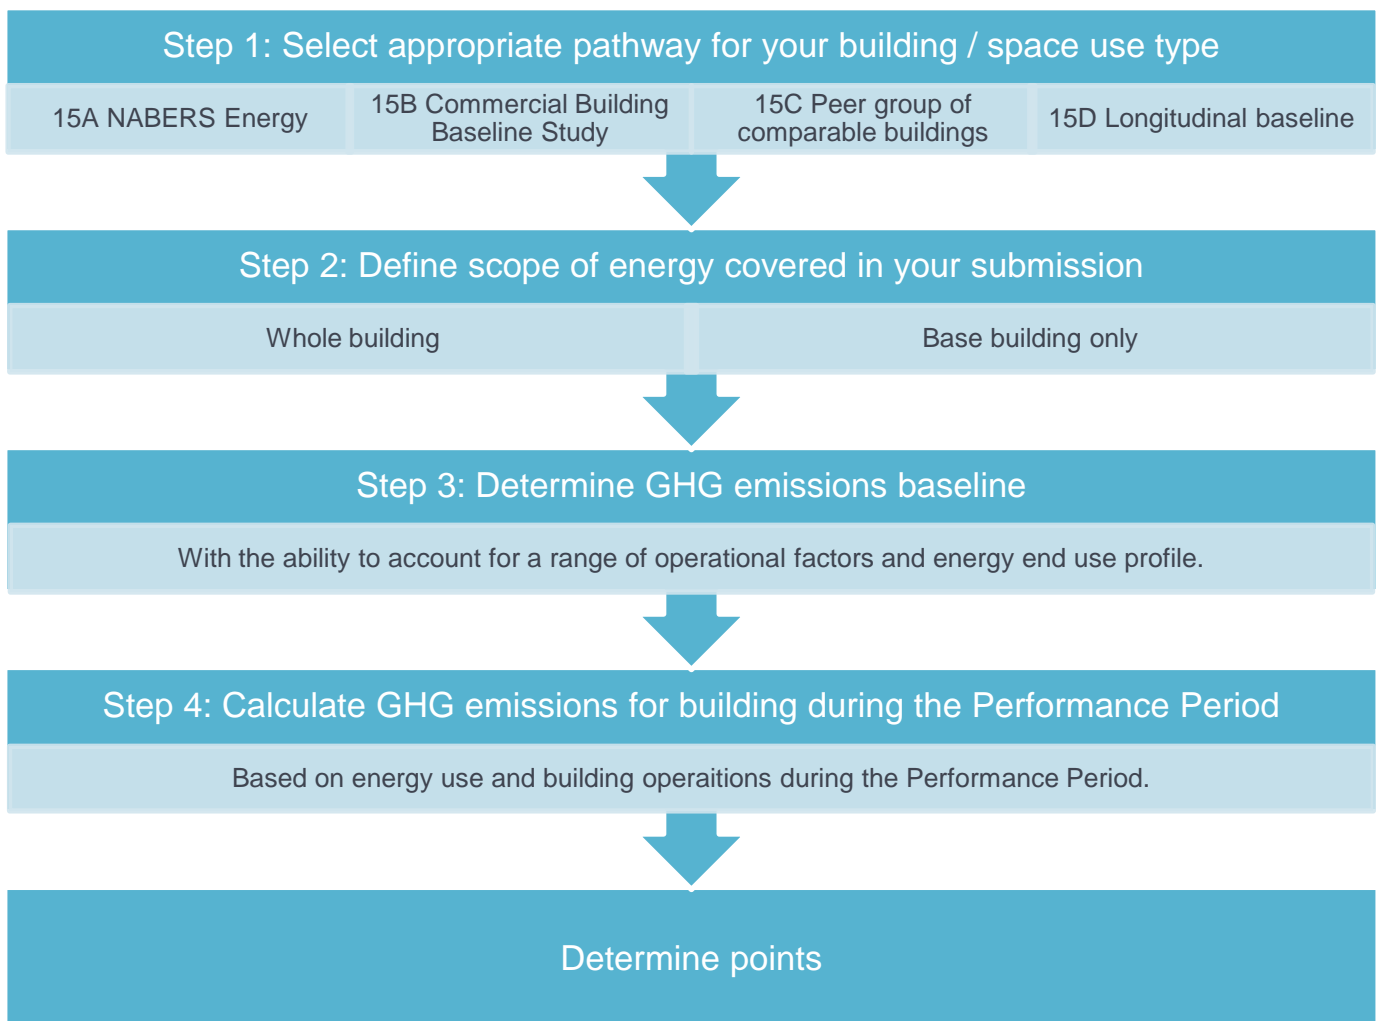 Step 1: Select appropriate pathway for your building / space use type
15A NABERS Energy
15B Commercial Building
Baseline Study
15C Peer group of
comparable buildings
15D Longitudinal baseline
Step 2: Define scope of energy covered in your submission
Whole building
Base building only
Step 3: Determine GHG emissions baseline
With the ability to account for a range of operational factors and energy end use profile.
Step 4: Calculate GHG emissions for building during the Performance Period
Based on energy use and building operaitions during the Performance Period.
Determine points